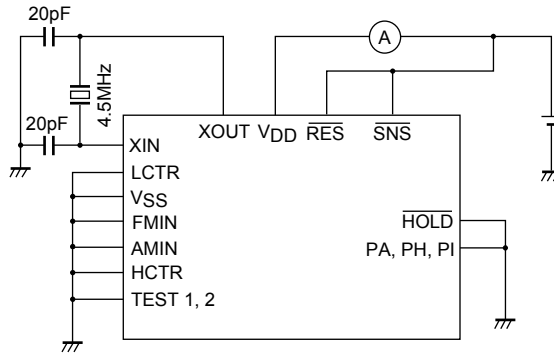 20pF
A
4.5MHz
20pF
XOUT VDD RES SNS
XIN
LCTR
VSS
FMIN
HOLD
AMIN
PA, PH, PI
HCTR
TEST 1, 2